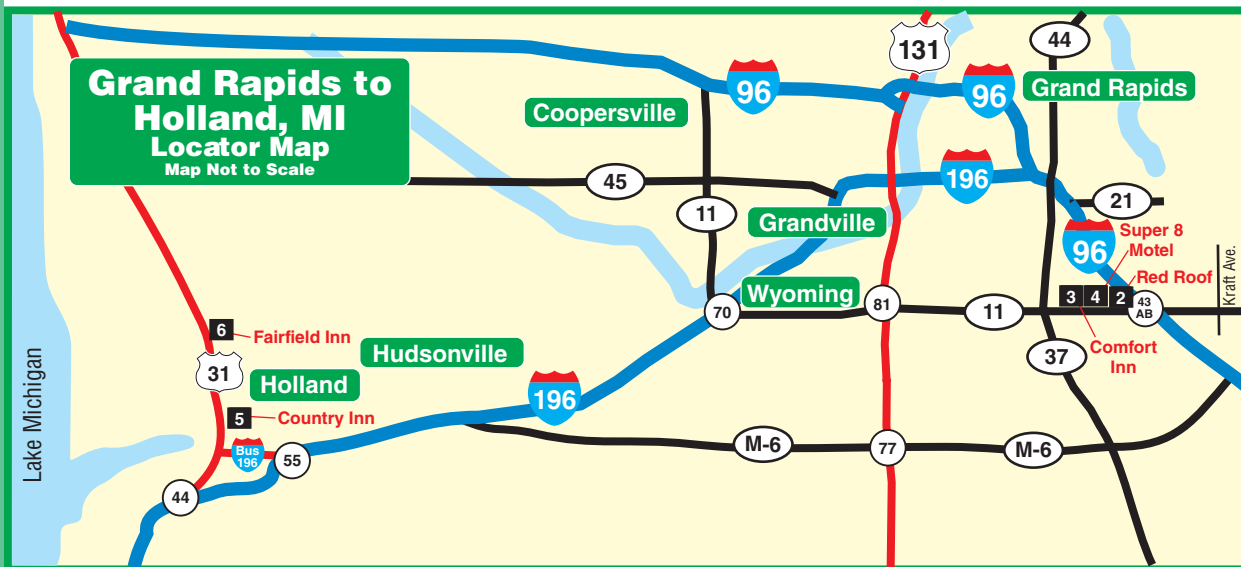 Grand Rapids to
Holland, MI
Locator Map
Map Not to Scale
131
44
96
96
Grand Rapids
Coopersville
45
196
21
11
Grandville
Super 8
Motel
96
Red Roof
Kraft Ave.
Wyoming
3
4
2
43
AB
70
81
11
6
Fairfield Inn
Hudsonville
37
Comfort
Inn
31
Holland
196
Lake Michigan
5
Country Inn
Bus
196
55
M-6
77
M-6
44